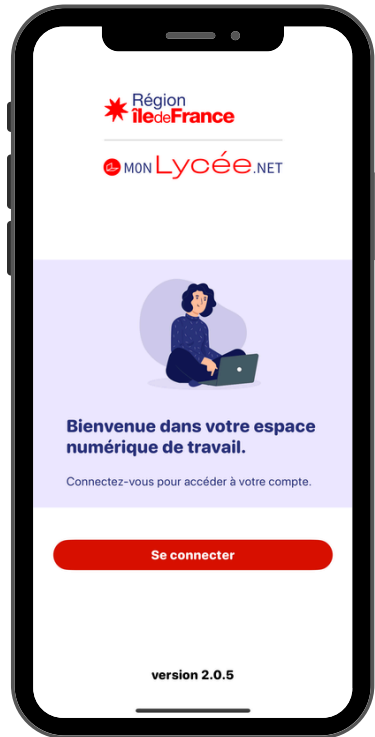 Région
îledeFrance
MON Lycée.NET
Bienvenue dans votre espace
numérique de travail.
Connectez-vous pour accéder à votre compte.
Se connecter
version 2.0.5